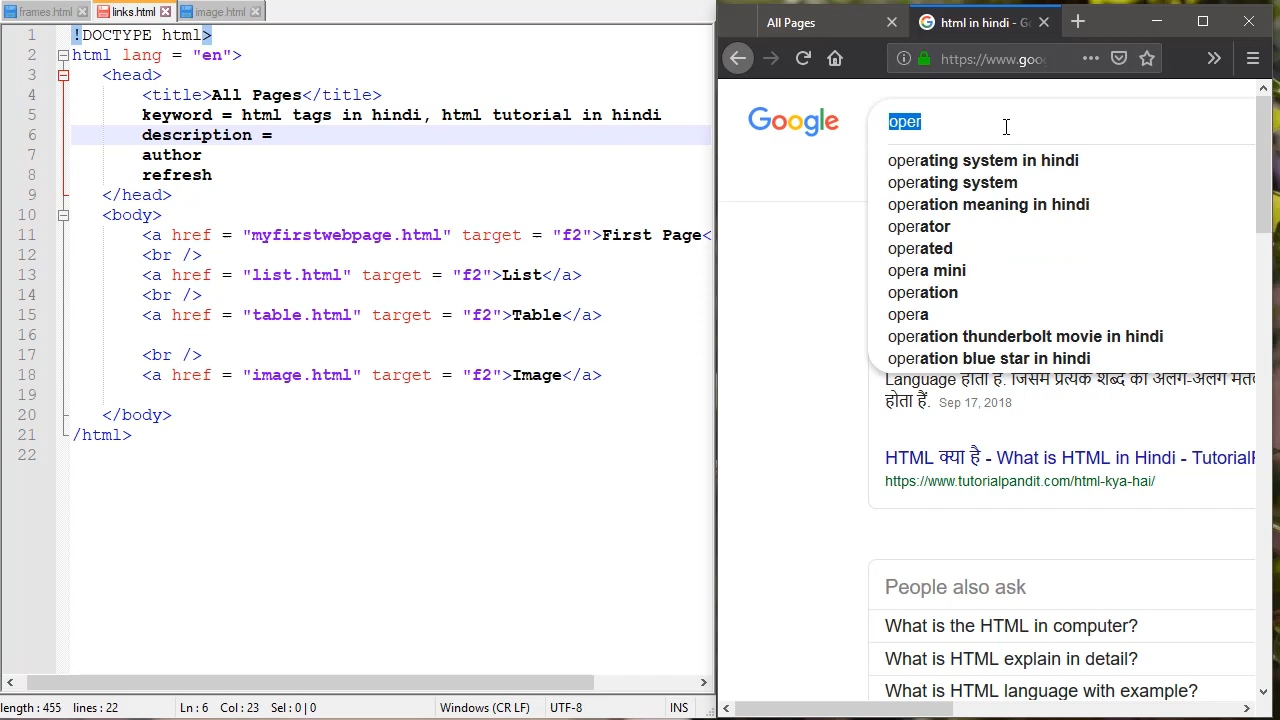 frames.html links.html image.html
1 !DOCTYPE html>
2 html lang = "en">
3 <head>
4 <title>All Pages</title>
5 keyword = html tags in hindi, html tutorial in hindi
6 description =
7 author
8 refresh
9 </head>
10 <body>
11 <a href = "myfirstwebpage.html" target = "f2">First Page<
12 <br />
13 <a href = "list.html" target = "f2">List</a>
14 <br />
15 <a href = "table.html" target = "f2">Table</a>
16
17 <br />
18 <a href = "image.html" target = "f2">Image</a>
19
20 </body>
21 /html>
22
length : 455 lines : 22 Ln : 6 Col : 23 Sel : 0 | 0 Windows (CR LF) UTF-8 INS
All Pages html in hindi - Go
https://www.goo
Google
oper
operating system in hindi
operating system
operation meaning in hindi
operator
operated
opera mini
operation
opera
operation thunderbolt movie in hindi
operation blue star in hindi
Language होता है. जिसमें प्रत्येक शब्द का अलग-अलग मत
होता हैं. Sep 17, 2018
HTML क्या है - What is HTML in Hindi - Tutorial
https://www.tutorialpandit.com/html-kya-hai/
People also ask
What is the HTML in computer?
What is HTML explain in detail?
What is HTML language with example?